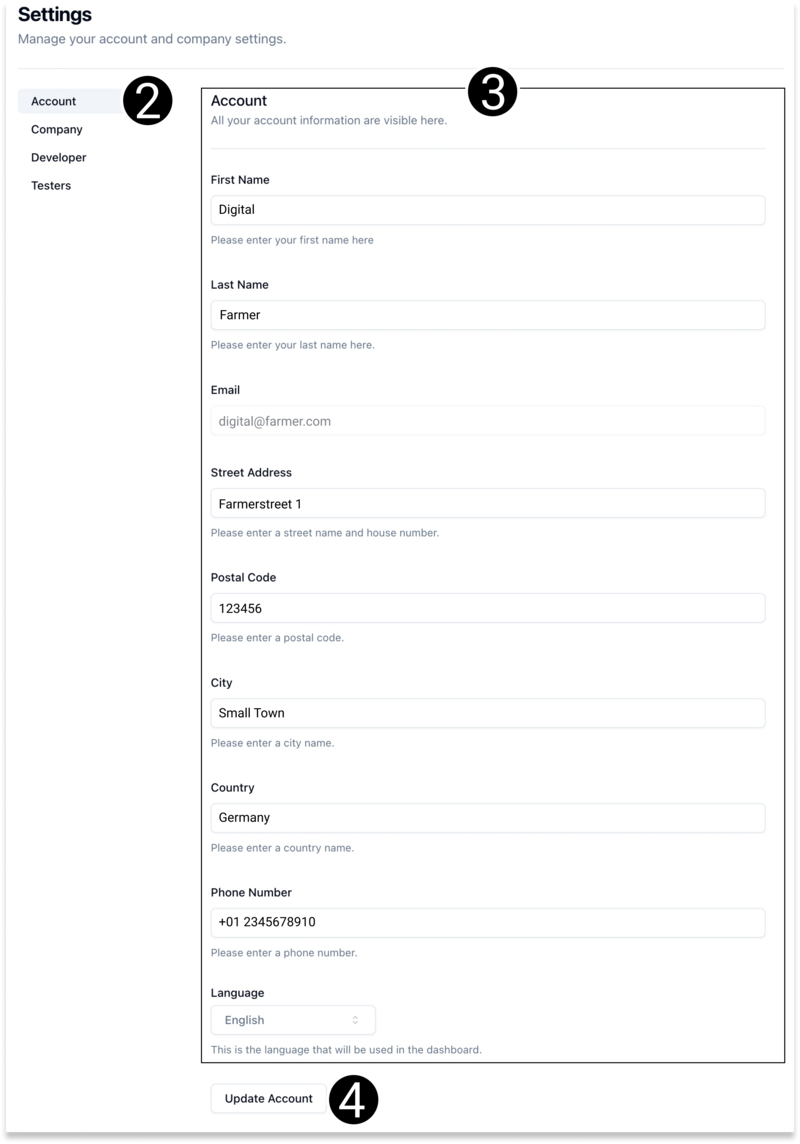 Settings
Manage your account and company settings.
Account
2
Company
Developer
Testers
3
Account
All your account information are visible here.
First Name
Digital
Please enter your first name here
Last Name
Farmer
Please enter your last name here.
Email
digital@farmer.com
Street Address
Farmerstreet 1
Please enter a street name and house number.
Postal Code
123456
Please enter a postal code.
City
Small Town
Please enter a city name.
Country
Germany
Please enter a country name.
Phone Number
+01 2345678910
Please enter a phone number.
Language
English
This is the language that will be used in the dashboard.
Update Account
4